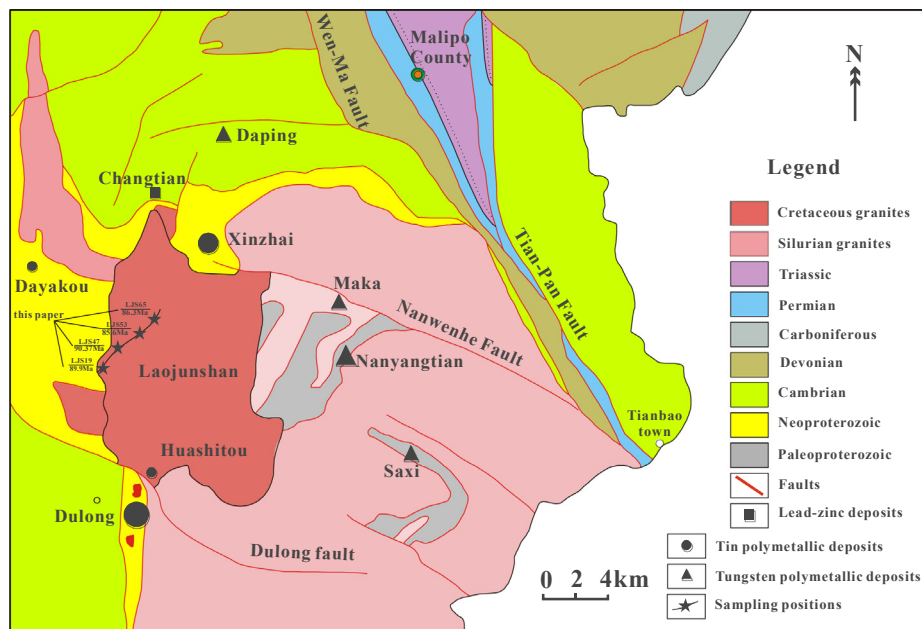 Malipo
County
Wen-Ma Fault
N
Daping
Changtian
Xinzhai
Dayakou
this paper
LJS65
86.3Ma
LJS53
85.6Ma
LJS47
90.37Ma
LJS19
89.9Ma
Maka
Nanwenhe Fault
Tian-Pan Fault
Nanyangtian
Laojunshan
Tianbao
town
Huashitou
Saxi
Dulong
Dulong fault
0 2 4km
Legend
Cretaceous granites
Silurian granites
Triassic
Permian
Carboniferous
Devonian
Cambrian
Neoproterozoic
Paleoproterozoic
Faults
Lead-zinc deposits
Tin polymetallic deposits
Tungsten polymetallic deposits
Sampling positions